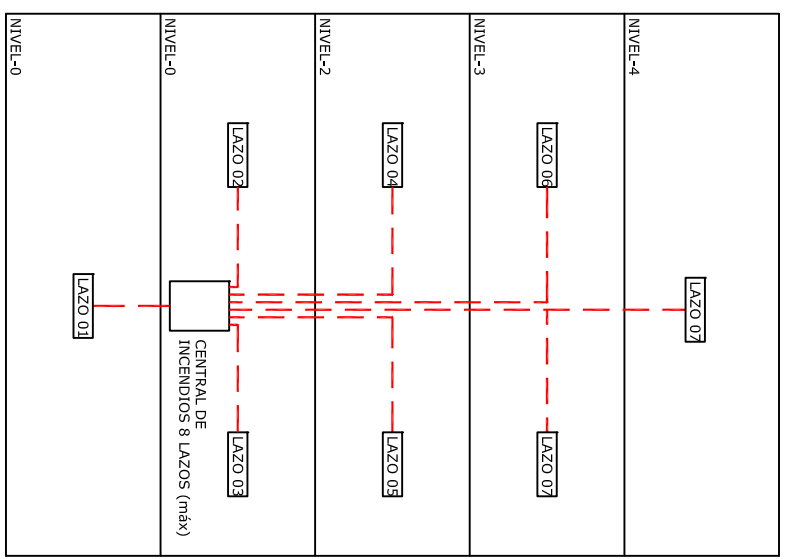 NIVEL-0
NIVEL-0
NIVEL-2
NIVEL-3
NIVEL-4
LAZO 02
LAZO 04
LAZO 06
LAZO 01
LAZO 07
CENTRAL DE
INCENDIOS 8 LAZOS (máx)
LAZO 03
LAZO 05
LAZO 07